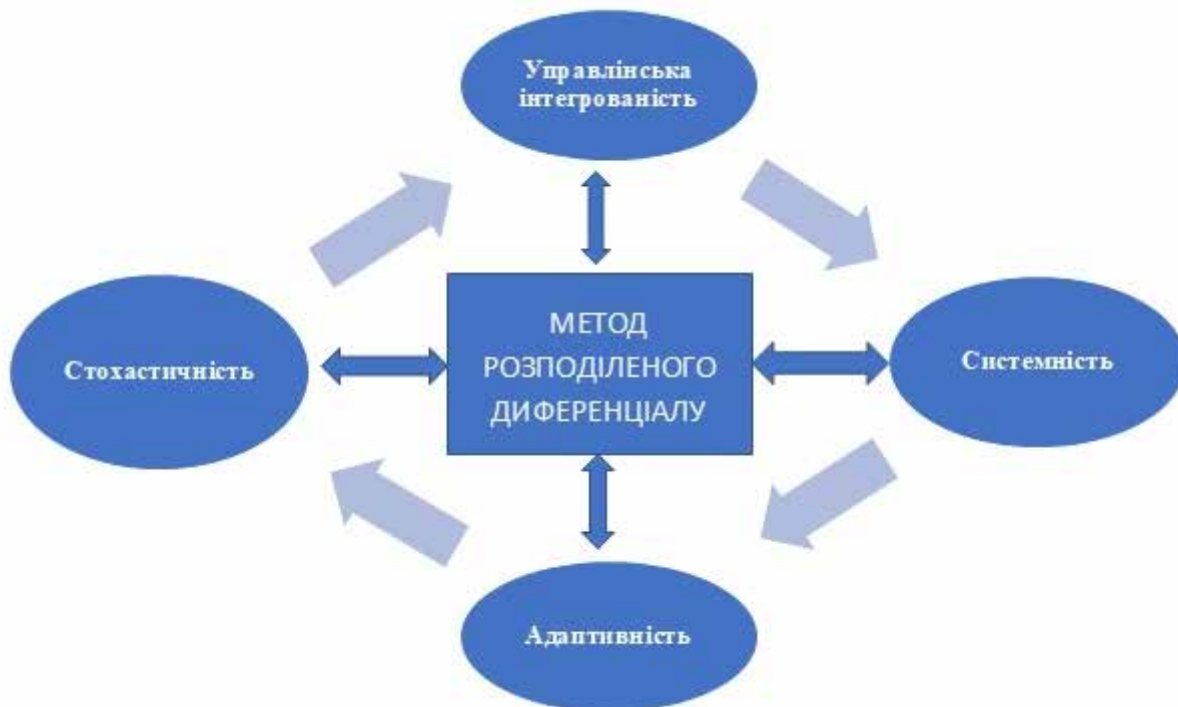 Управлінська
інтегрованість
Стохастичність
МЕТОД
РОЗПОДІЛЕНОГО
ДИФЕРЕНЦІАЛУ
Системність
Адаптивність